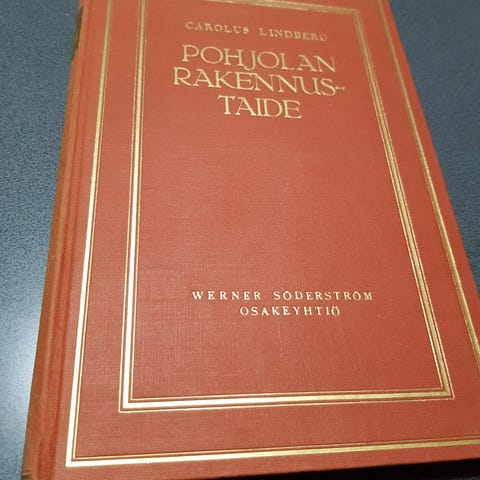 CAROLUS LINDBERG
POHJOLAN
RAKENNUS-
TAIDE
WERNER SÖDERSTRÖM
OSAKEYHTIÖ